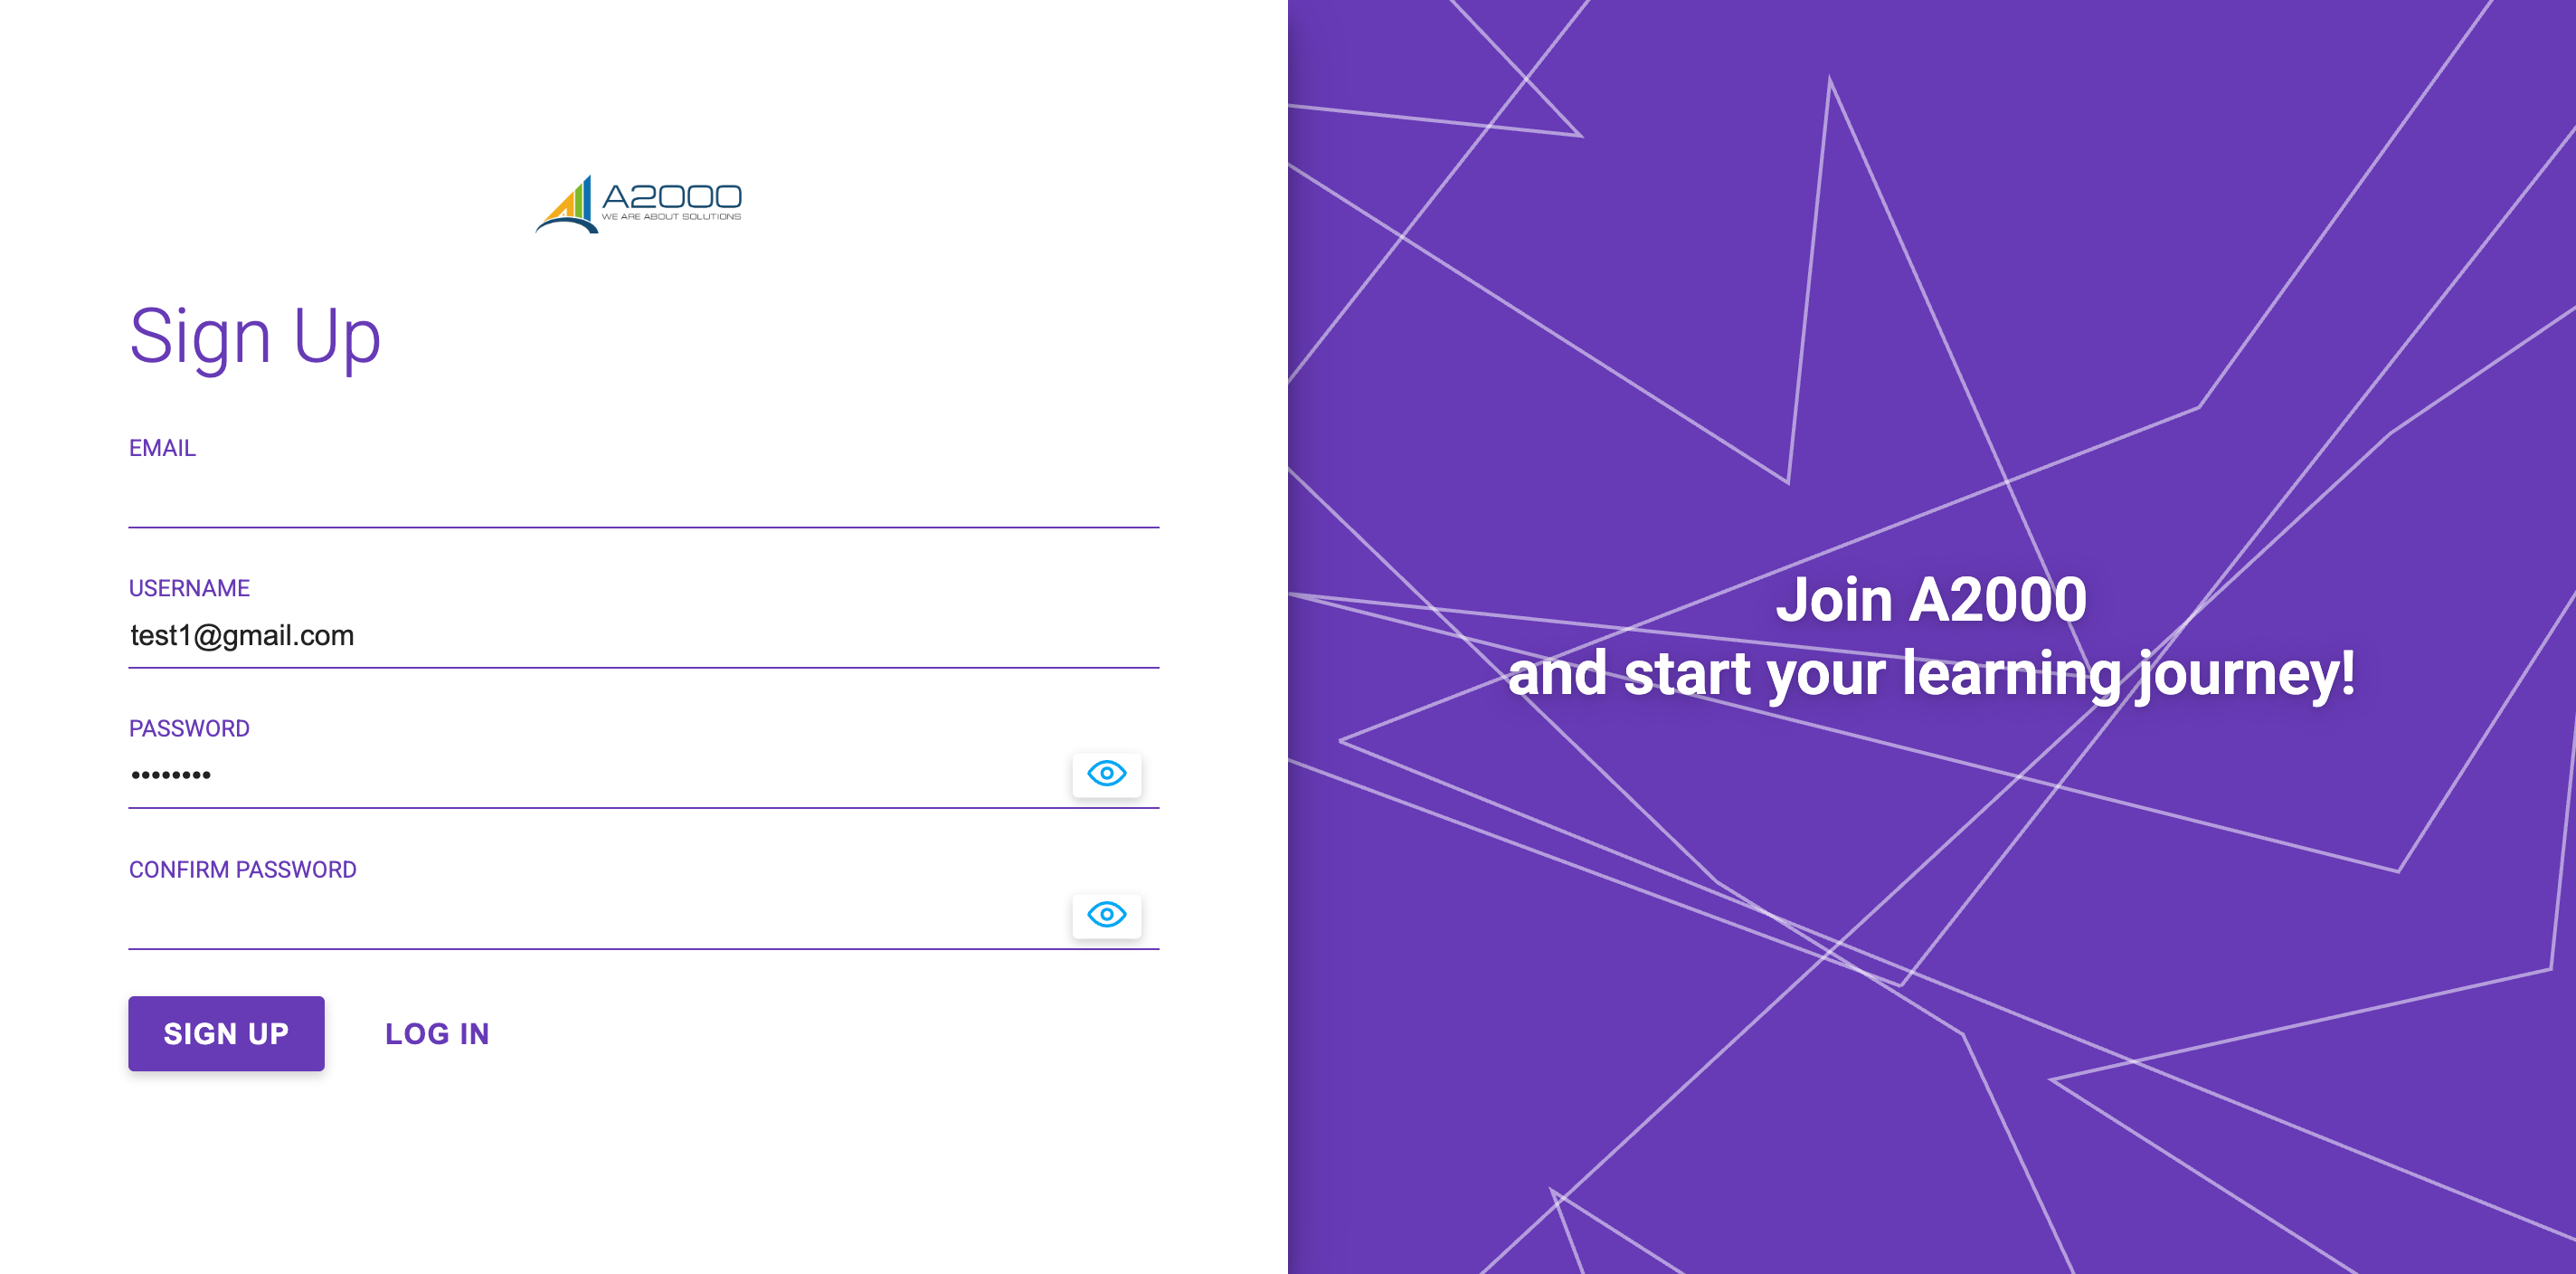 A2000
WE ARE ABOUT SOLUTIONS
Sign Up
EMAIL
USERNAME
test1@gmail.com
PASSWORD
••••••••
CONFIRM PASSWORD
SIGN UP
LOG IN
Join A2000
and start your learning journey!